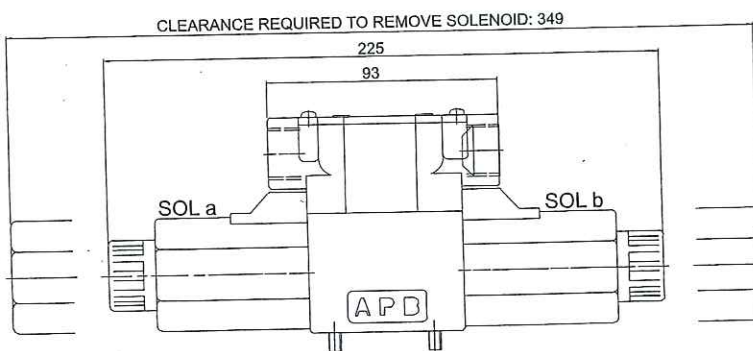 CLEARANCE REQUIRED TO REMOVE SOLENOID: 349
225
93
SOL a
SOL b
APB